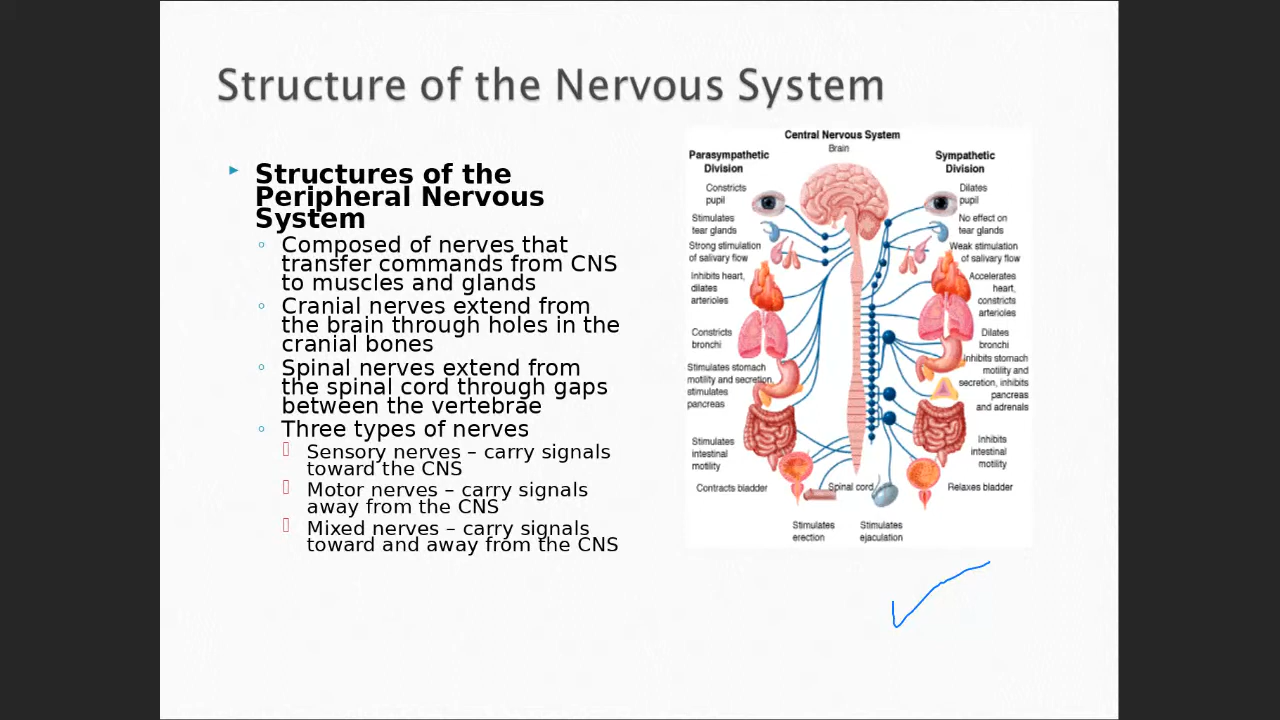 Structure of the Nervous System
Structures of the
Peripheral Nervous
System
Composed of nerves that
transfer commands from CNS
to muscles and glands
Cranial nerves extend from
the brain through holes in the
cranial bones
Spinal nerves extend from
the spinal cord through gaps
between the vertebrae
Three types of nerves
Sensory nerves – carry signals
toward the CNS
Motor nerves – carry signals
away from the CNS
Mixed nerves – carry signals
toward and away from the CNS
Central Nervous System
Brain
Parasympathetic
Division
Constricts
pupil
Stimulates
tear glands
Strong stimulation
of salivary flow
Inhibits heart,
dilates
arterioles
Constricts
bronchi
Stimulates stomach
motility and secretion,
stimulates
pancreas
Stimulates
intestinal
motility
Contracts bladder
Stimulates
erection
Spinal cord
Sympathetic
Division
Dilates
pupil
No effect on
tear glands
Weak stimulation
of salivary flow
Accelerates
heart,
constricts
arterioles
Dilates
bronchi
Inhibits stomach
motility and
secretion, inhibits
pancreas
and adrenals
Inhibits
intestinal
motility
Relaxes bladder
Stimulates
ejaculation